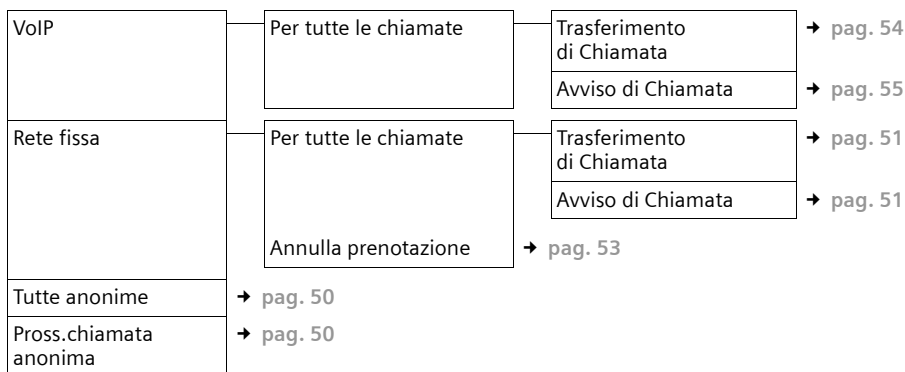 VoIP Per tutte le chiamate Trasferimento ➔ pag. 54
di Chiamata
Avviso di Chiamata ➔ pag. 55
Rete fissa Per tutte le chiamate Trasferimento ➔ pag. 51
di Chiamata
Avviso di Chiamata ➔ pag. 51
Annulla prenotazione ➔ pag. 53
Tutte anonime ➔ pag. 50
Pross.chiamata ➔ pag. 50
anonima